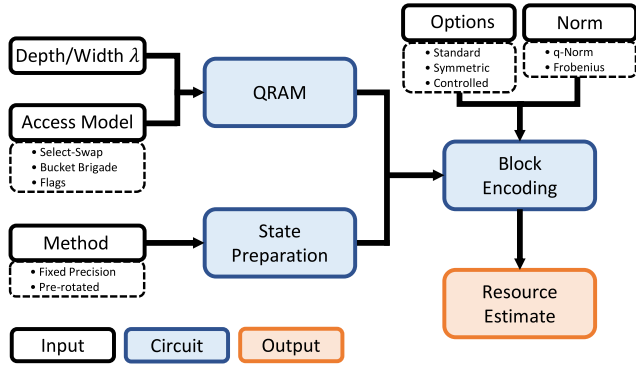 Depth/Width λ
Access Model
• Select-Swap
• Bucket Brigade
• Flags
Method
• Fixed Precision
• Pre-rotated
QRAM
State
Preparation
Options
• Standard
• Symmetric
• Controlled
Norm
• q-Norm
• Frobenius
Block
Encoding
Resource
Estimate
Input
Circuit
Output